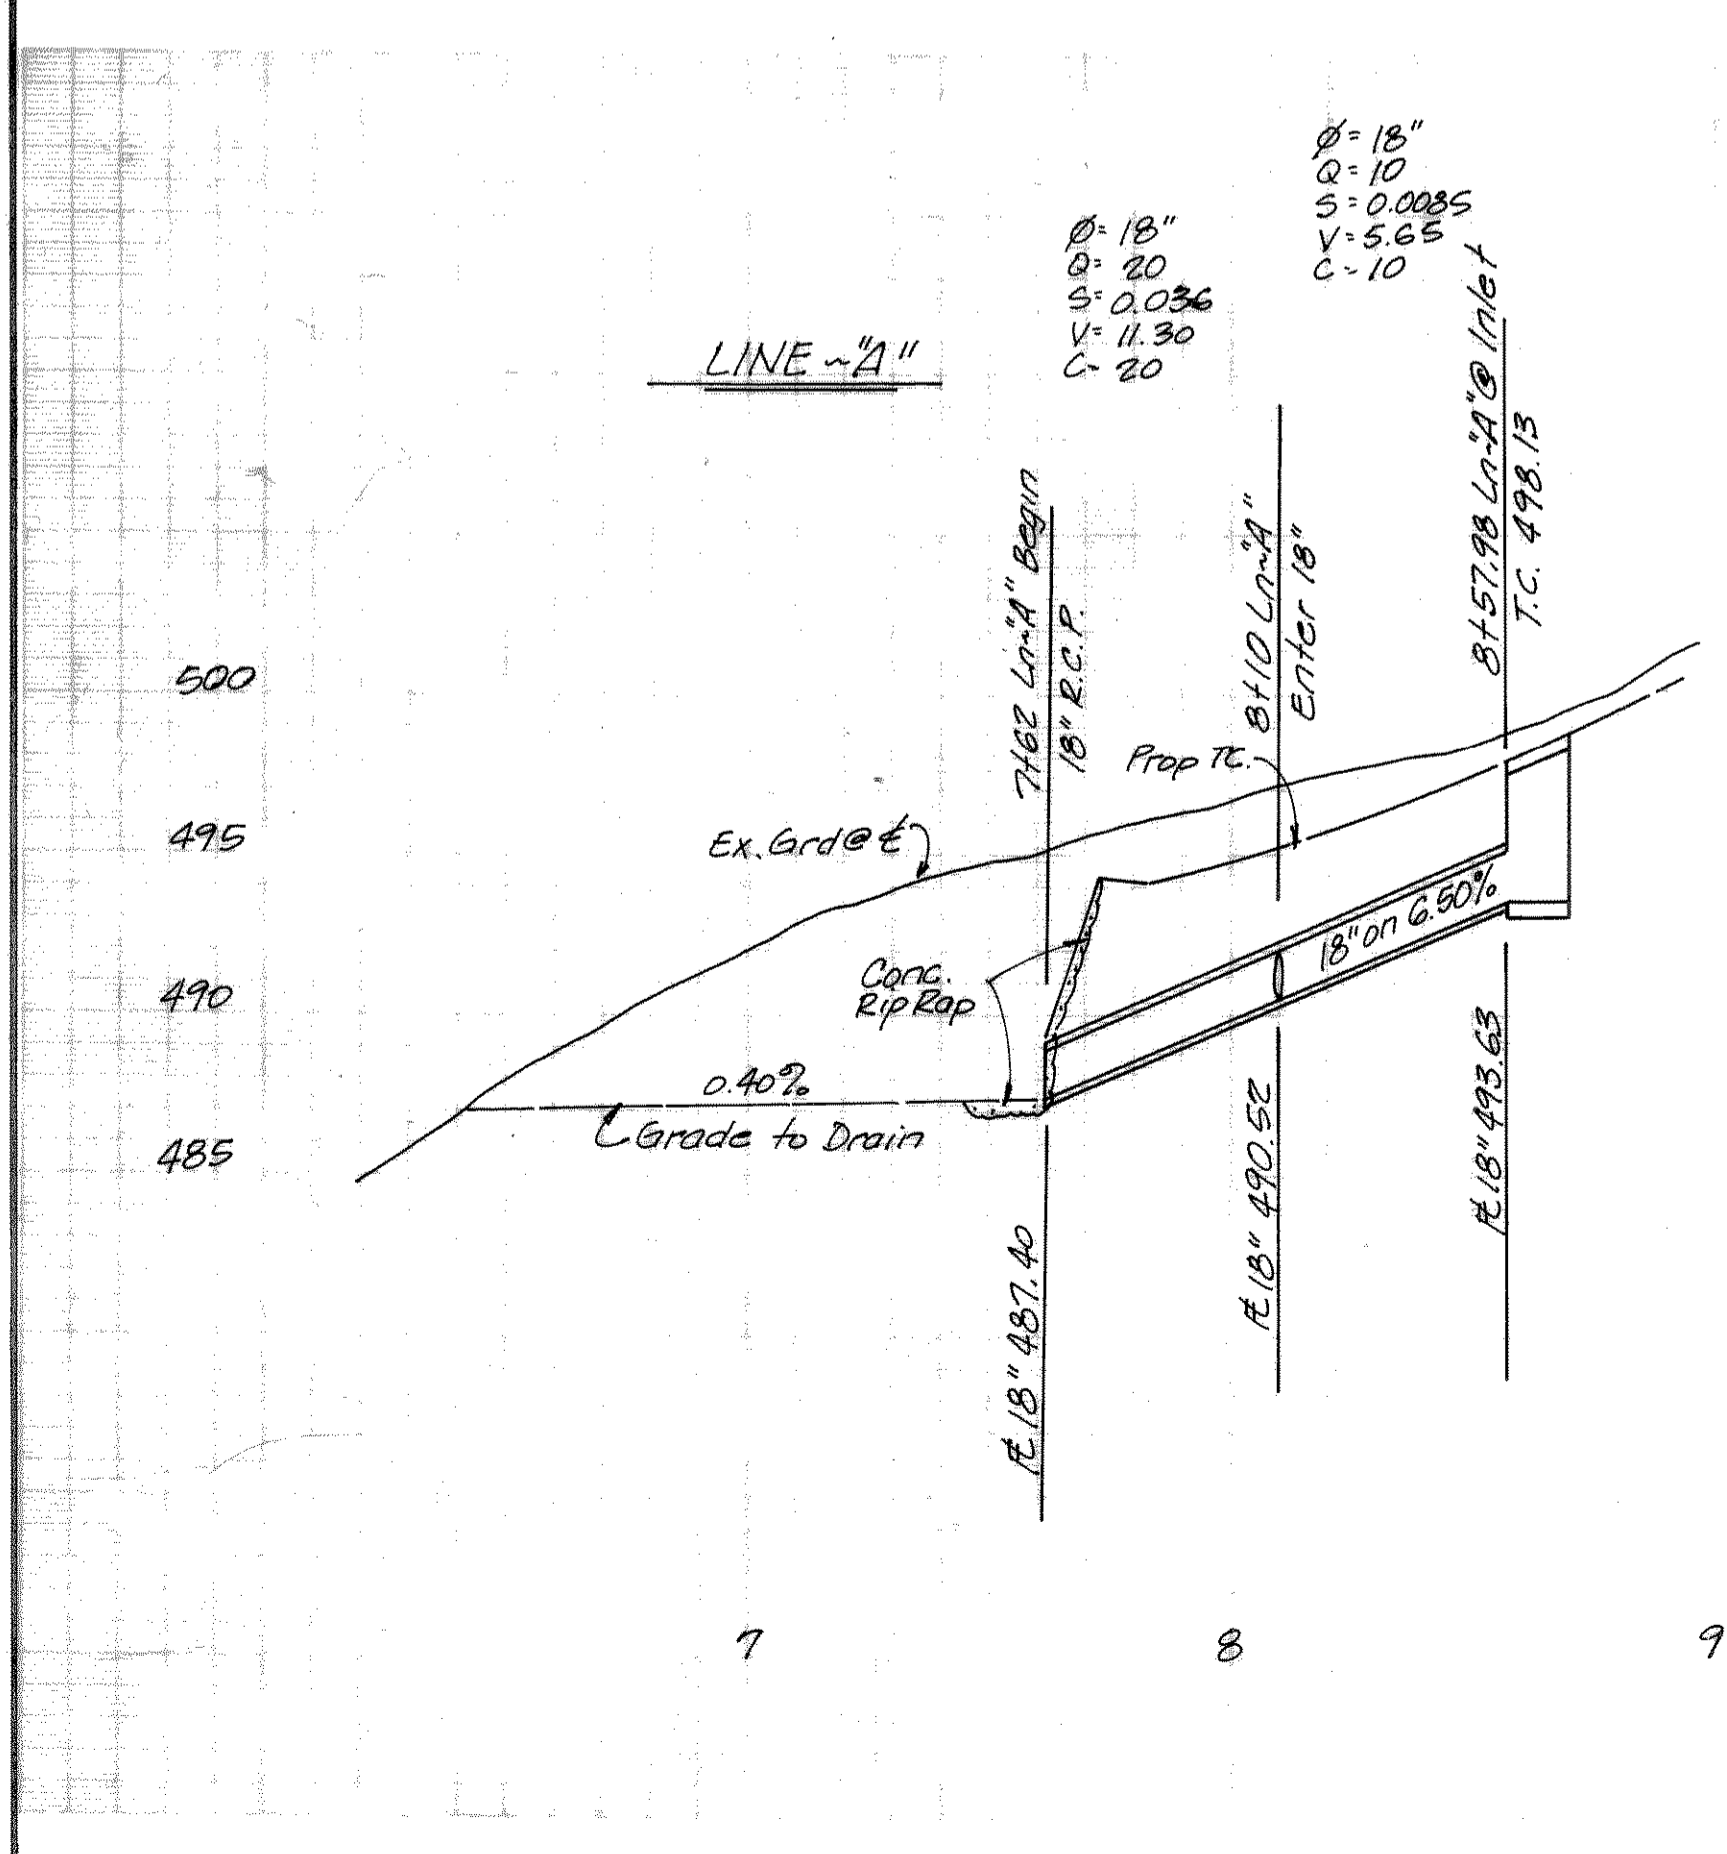 Ø = 18"
Q = 10
S = 0.0085
V = 5.65
C - 10
Ø = 18"
Q = 20
S = 0.036
V = 11.30
C - 20
LINE ~ "A"
7+62 Ln~"A" Begin
18" R.C.P.
8+10 Ln~"A"
Enter 18"
8+57.98 Ln~"A" @ Inlet
T.C. 498.13
500
495
490
485
Prop TC.
Ex. Grd @ ℄
Conc.
Rip Rap
18" on 6.50%
0.40%
Grade to Drain
℄ 18" 487.40
℄ 18" 490.52
℄ 18" 493.63
7
8
9